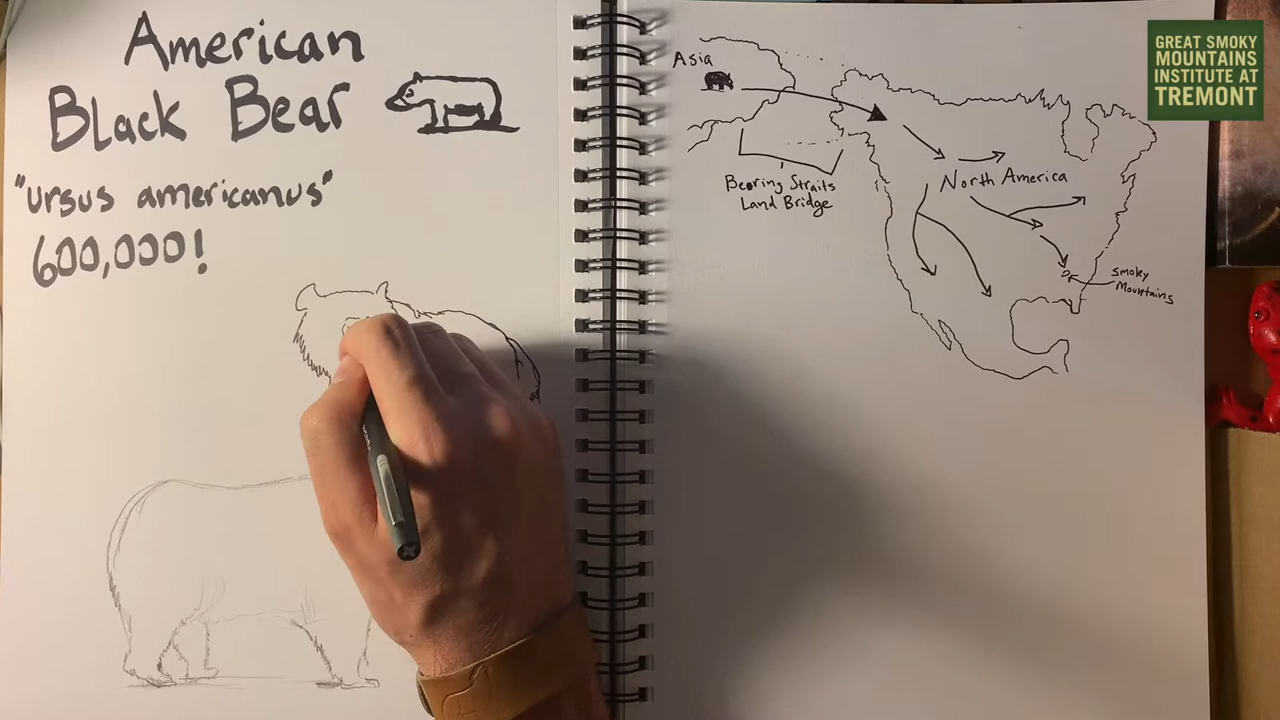 American
Black Bear
"ursus americanus"
600,000!
Asia
Bearing Straits
Land Bridge
North America
Smoky
Mountains
GREAT SMOKY
MOUNTAINS
INSTITUTE AT
TREMONT